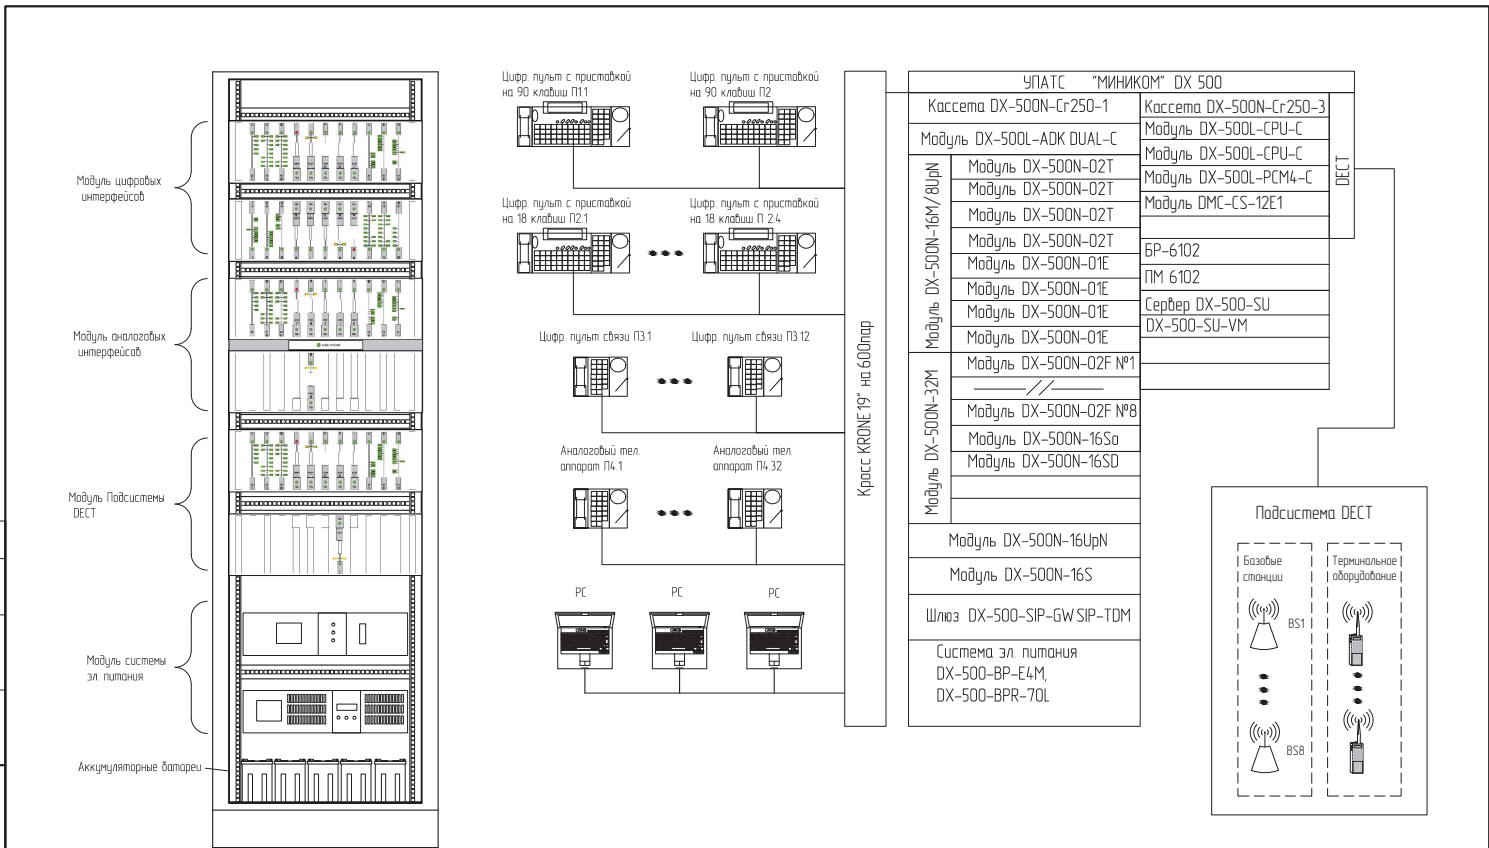 Модуль цифровых
интерфейсов
Модуль аналоговых
интерфейсов
Модуль Подсистемы
DECT
Модуль системы
эл. питания
Аккумуляторные батареи
Цифр. пульт с приставкой
на 90 клавиш П1.1
Цифр. пульт с приставкой
на 90 клавиш П2
Цифр. пульт с приставкой
на 18 клавиш П2.1
Цифр. пульт с приставкой
на 18 клавиш П 2.4
Цифр. пульт связи П3.1
Цифр. пульт связи П3.12
Аналоговый тел.
аппарат П4.1
Аналоговый тел.
аппарат П4.32
PC
PC
PC
Кросс KRONE 19" на 600пар
УПАТС "МИНИКОМ" DX 500
Кассета DX-500N-Cr250-1
Модуль DX-500L-ADK DUAL-C
Модуль DX-500N-16M/8UpN
Модуль DX-500N-02T
Модуль DX-500N-02T
Модуль DX-500N-02T
Модуль DX-500N-02T
Модуль DX-500N-01E
Модуль DX-500N-01E
Модуль DX-500N-01E
Модуль DX-500N-01E
Модуль DX-500N-32M
Модуль DX-500N-02F №1
//
Модуль DX-500N-02F №8
Модуль DX-500N-16So
Модуль DX-500N-16SD
Модуль DX-500N-16UpN
Модуль DX-500N-16S
Шлюз DX-500-SIP-GW SIP-TDM
Система эл. питания
DX-500-BP-E4M,
DX-500-BPR-70L
Кассета DX-500N-Cr250-3
Модуль DX-500L-CPU-C
Модуль DX-500L-CPU-C
Модуль DX-500L-PCM4-C
Модуль DMC-CS-12E1
DECT
БР-6102
ПМ 6102
Сервер DX-500-SU
DX-500-SU-VM
Подсистема DECT
Базовые
станции
BS1
BS8
Терминальное
оборудование